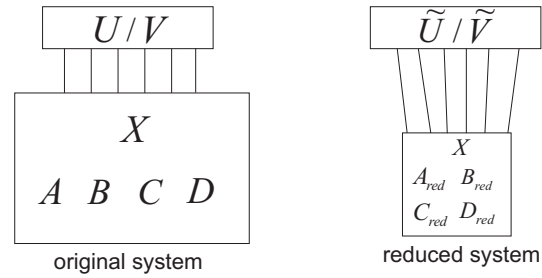 U / V
X
A B C D
original system
Ũ / Ṽ
X
A_red B_red
C_red D_red
reduced system